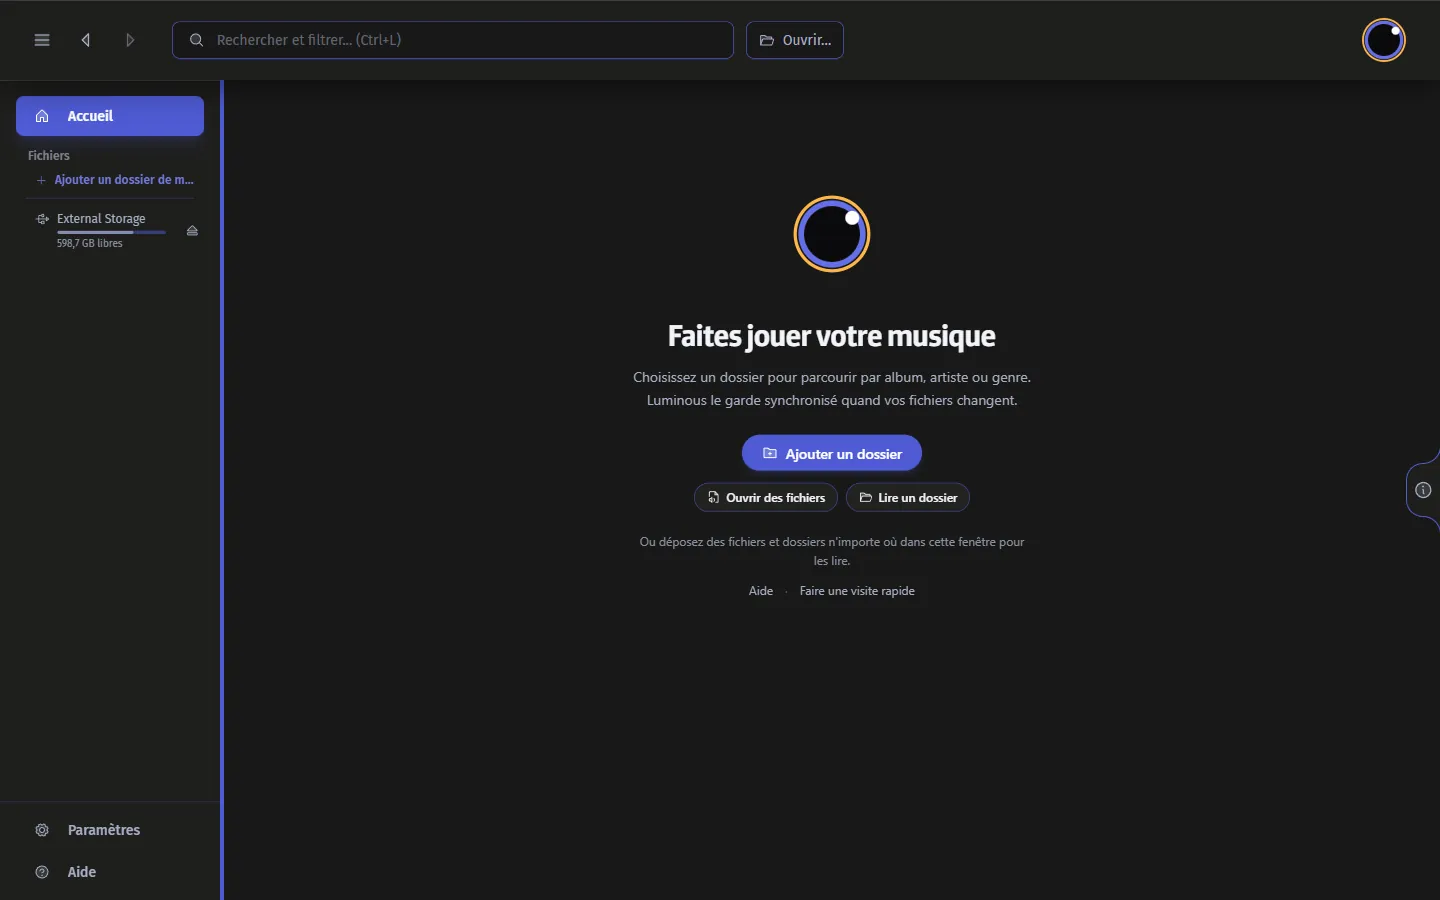 Rechercher et filtrer... (Ctrl+L)
Ouvrir...
Accueil
Fichiers
Ajouter un dossier de m...
External Storage
598,7 GB libres
Faites jouer votre musique
Choisissez un dossier pour parcourir par album, artiste ou genre.
Luminous le garde synchronisé quand vos fichiers changent.
Ajouter un dossier
Ouvrir des fichiers
Lire un dossier
Ou déposez des fichiers et dossiers n'importe où dans cette fenêtre pour
les lire.
Aide · Faire une visite rapide
Paramètres
Aide